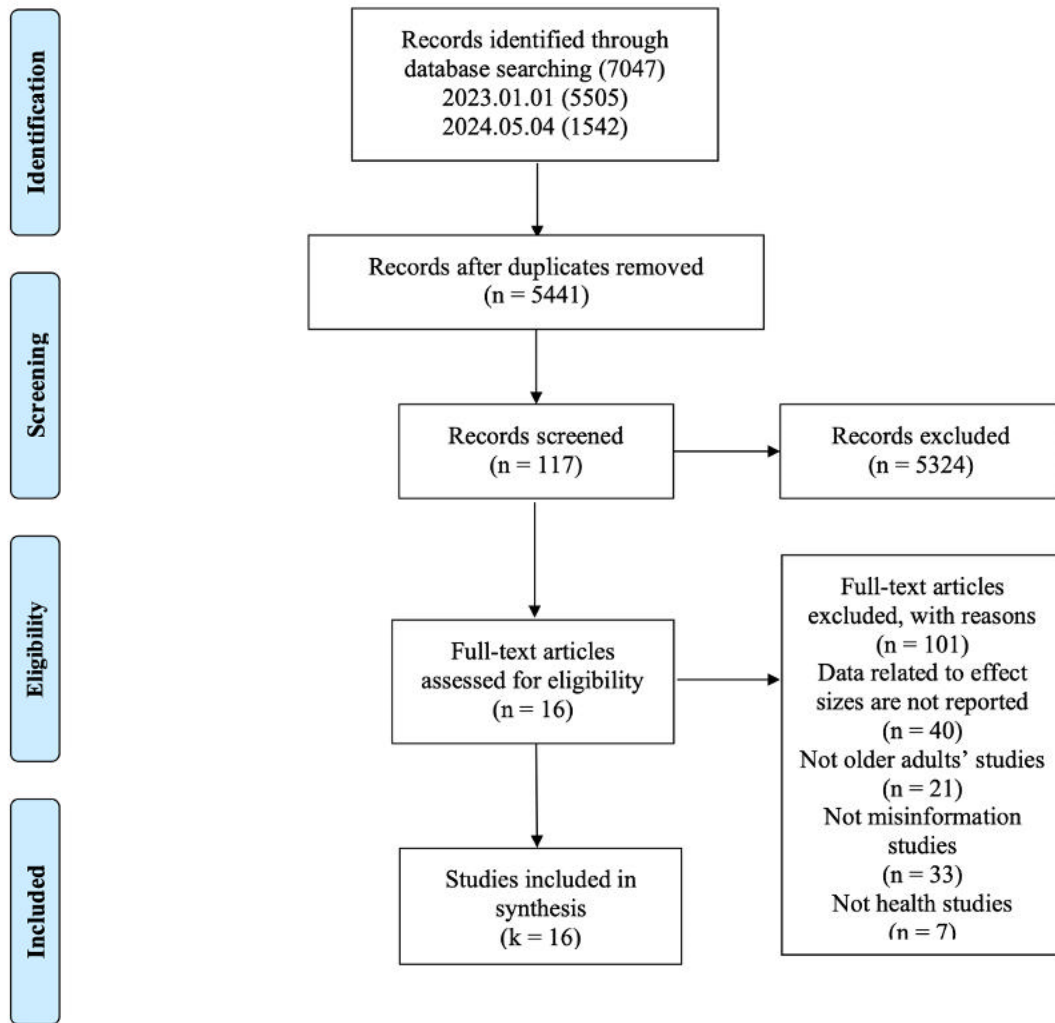 Identification
Records identified through
database searching (7047)
2023.01.01 (5505)
2024.05.04 (1542)
Records after duplicates removed
(n = 5441)
Screening
Records screened
(n = 117)
Records excluded
(n = 5324)
Eligibility
Full-text articles
assessed for eligibility
(n = 16)
Full-text articles
excluded, with reasons
(n = 101)
Data related to effect
sizes are not reported
(n = 40)
Not older adults’ studies
(n = 21)
Not misinformation
studies
(n = 33)
Not health studies
(n = 7)
Included
Studies included in
synthesis
(k = 16)